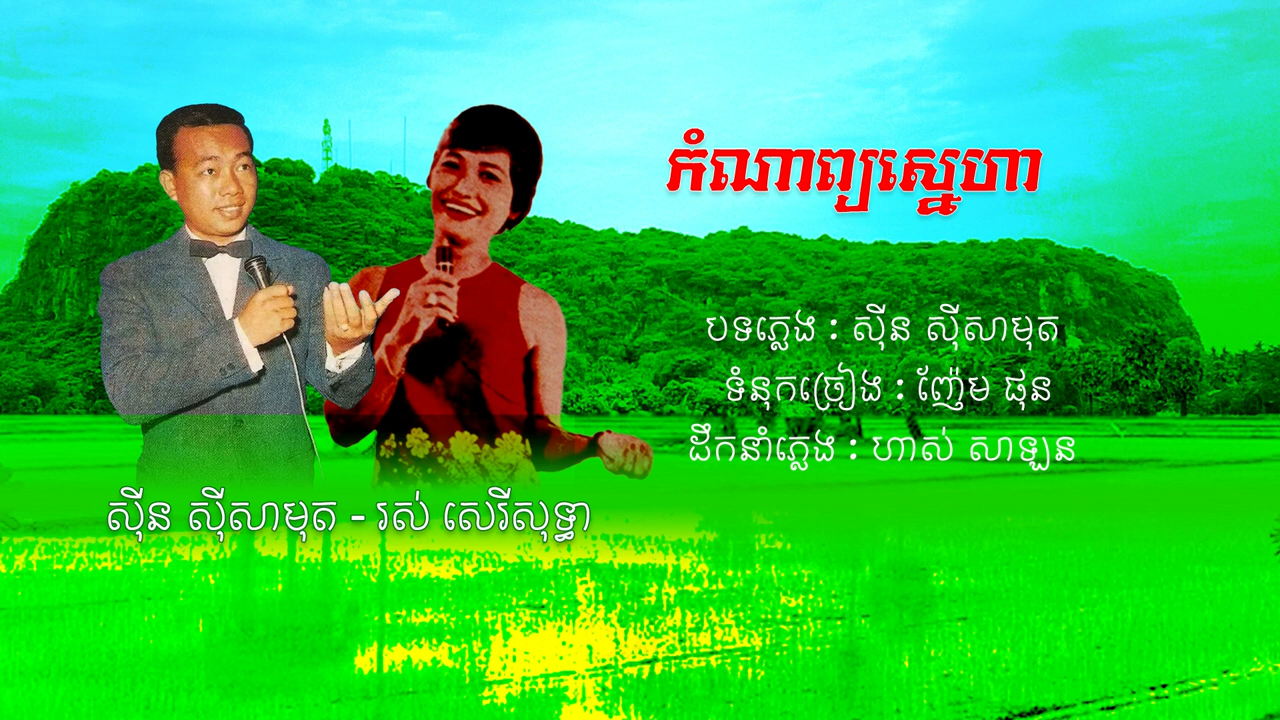 កំណាព្យស្នេហា
បទភ្លេង : ស៊ីន ស៊ីសាមុត
ទំនុកច្រៀង : ញ៉ែម ផុន
ដឹកនាំភ្លេង : ហាស់ សាឡន
ស៊ីន ស៊ីសាមុត - រស់ សេរីសុទ្ធា